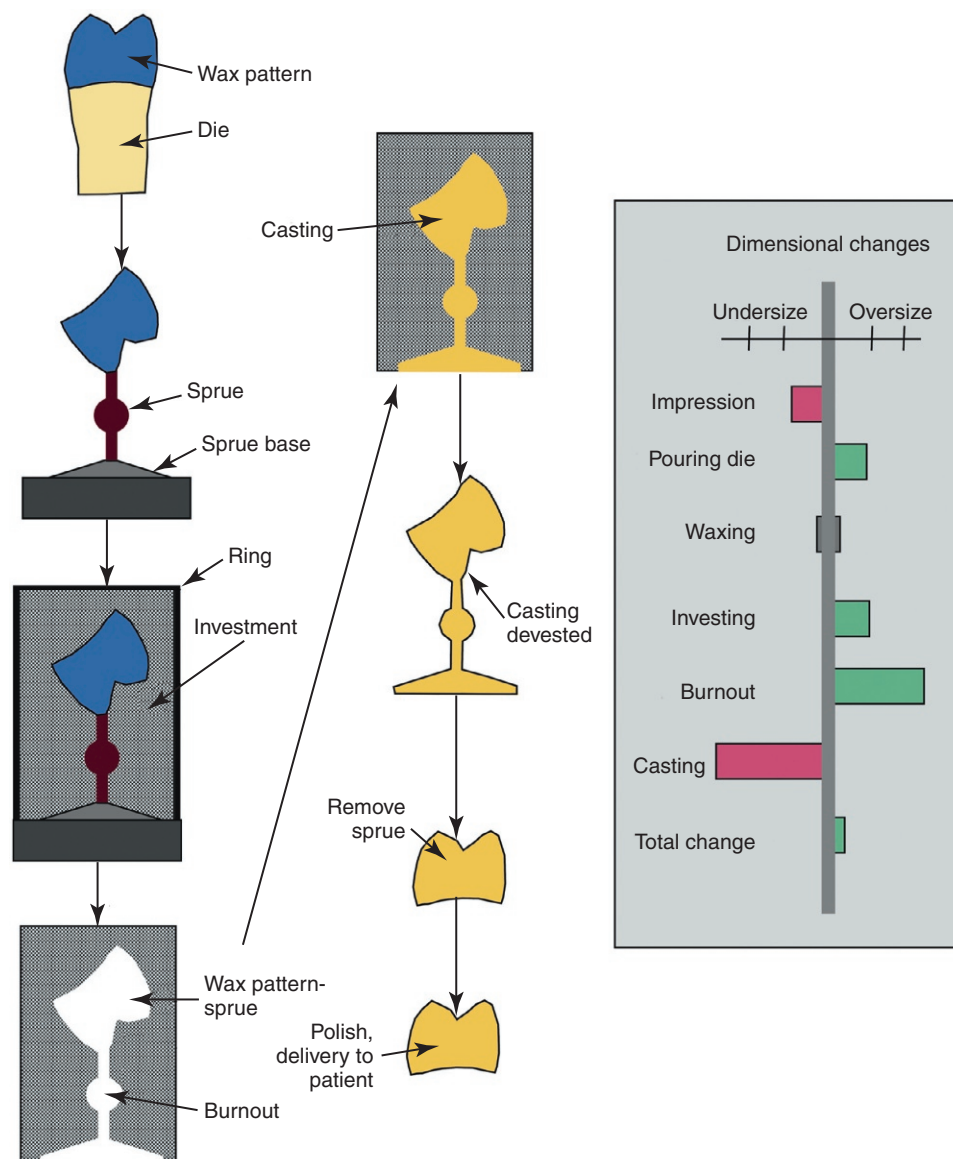 Wax pattern
Die
Sprue
Sprue base
Ring
Investment
Wax pattern-
sprue
Burnout
Casting
Casting
devested
Remove
sprue
Polish,
delivery to
patient
Dimensional changes
Undersize
Oversize
Impression
Pouring die
Waxing
Investing
Burnout
Casting
Total change